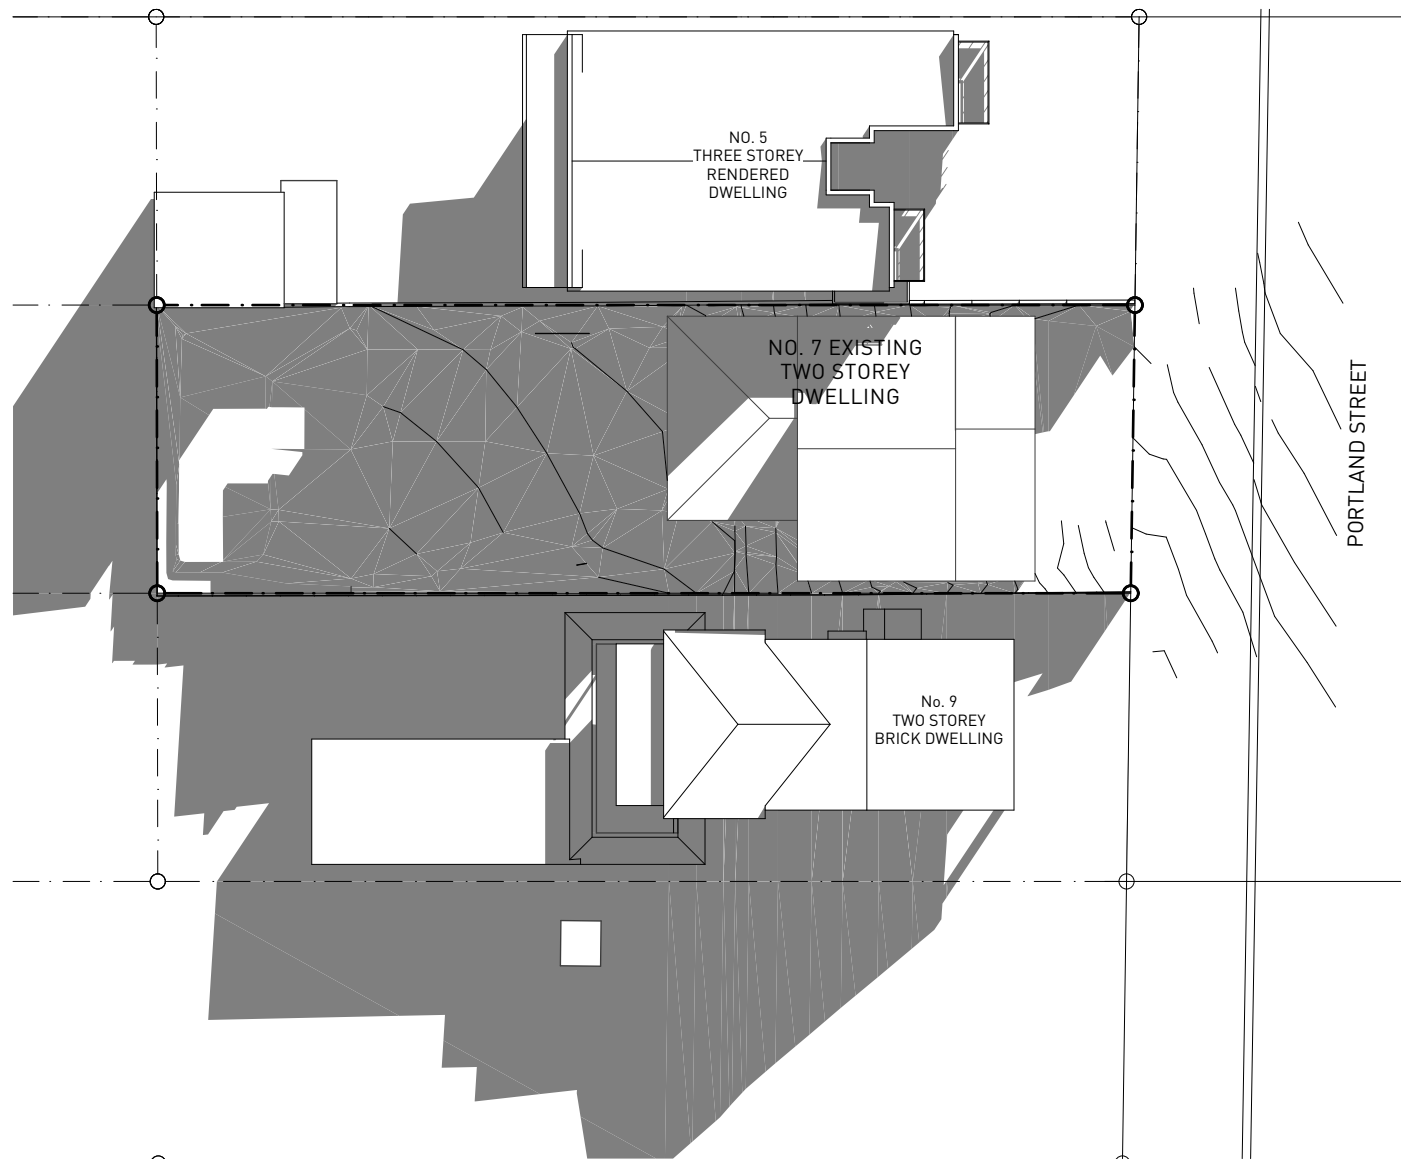 NO. 5
THREE STOREY
RENDERED
DWELLING
NO. 7 EXISTING
TWO STOREY
DWELLING
PORTLAND STREET
No. 9
TWO STOREY
BRICK DWELLING